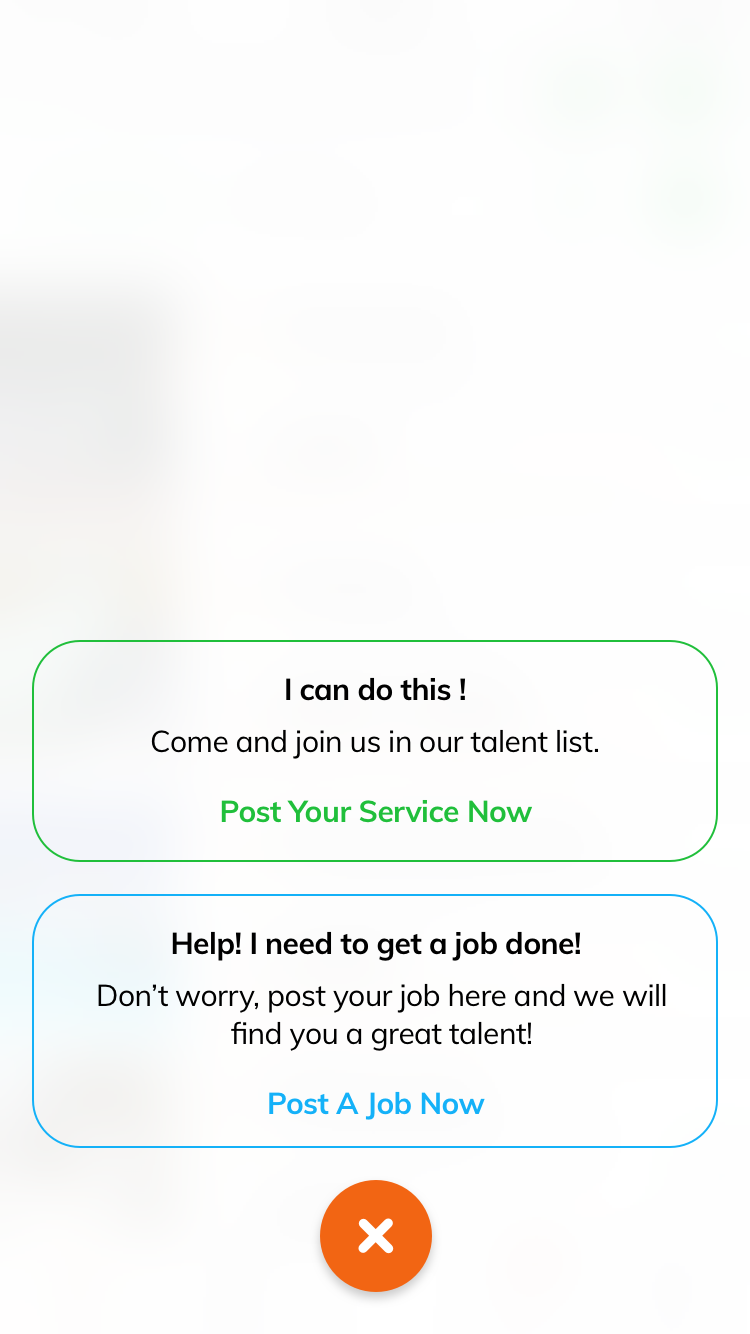 I can do this !
Come and join us in our talent list.
Post Your Service Now
Help! I need to get a job done!
Don’t worry, post your job here and we will
find you a great talent!
Post A Job Now